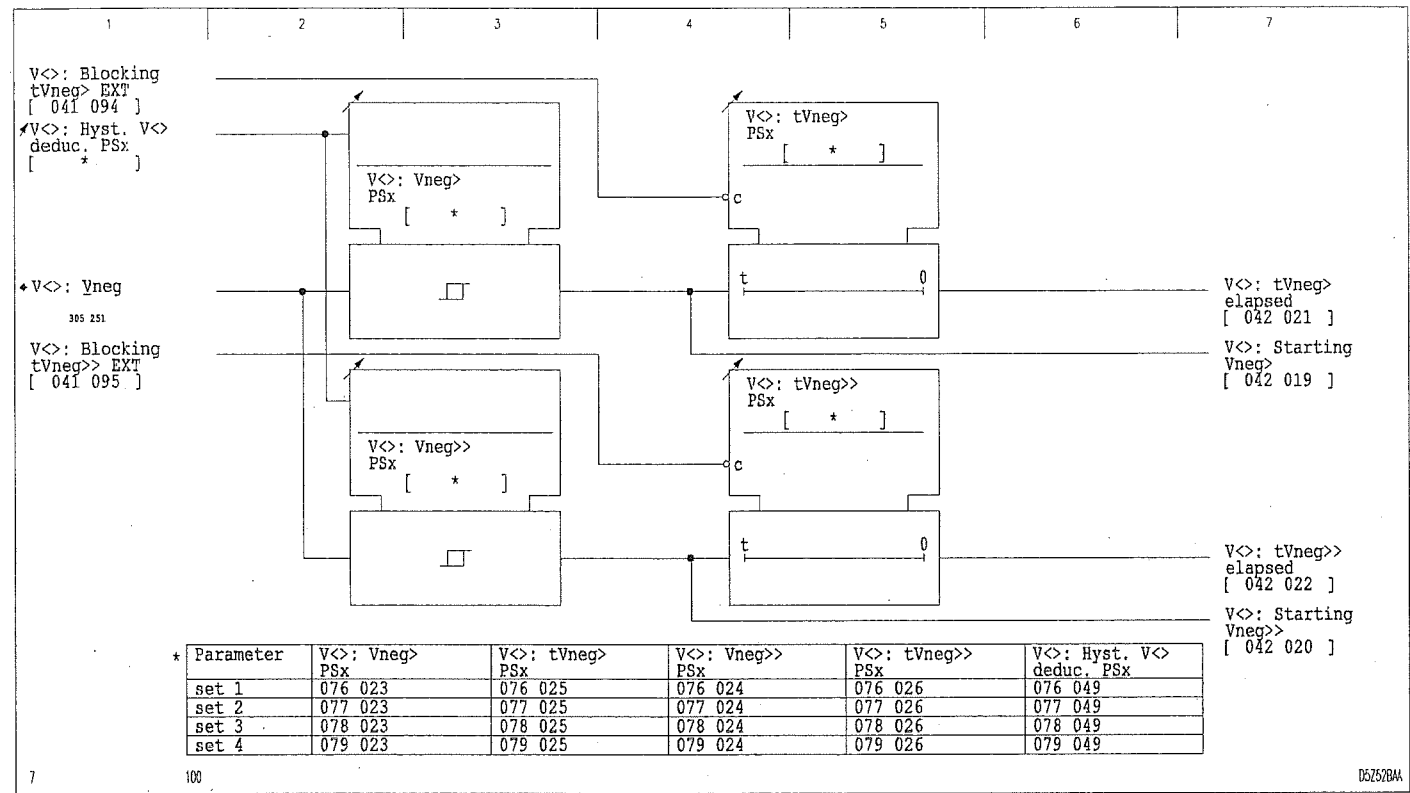 1 2 3 4 5 6 7
V<>: Blocking
tVneg> EXT
[ 041 094 ]
V<>: Hyst. V<>
deduc. PSx
[ * ]
V<>: Vneg>
PSx
[ * ]
V<>: tVneg>
PSx
[ * ]
c
V<>: Vneg
305 251
t 0
V<>: tVneg>
elapsed
[ 042 021 ]
V<>: Starting
Vneg>
[ 042 019 ]
V<>: Blocking
tVneg>> EXT
[ 041 095 ]
V<>: Vneg>>
PSx
[ * ]
V<>: tVneg>>
PSx
[ * ]
c
t 0
V<>: tVneg>>
elapsed
[ 042 022 ]
V<>: Starting
Vneg>>
[ 042 020 ]
* Parameter V<>: Vneg> PSx V<>: tVneg> PSx V<>: Vneg>> PSx V<>: tVneg>> PSx V<>: Hyst. V<> deduc. PSx
set 1 076 023 076 025 076 024 076 026 076 049
set 2 077 023 077 025 077 024 077 026 077 049
set 3 078 023 078 025 078 024 078 026 078 049
set 4 079 023 079 025 079 024 079 026 079 049
7 100 D5Z52BAA